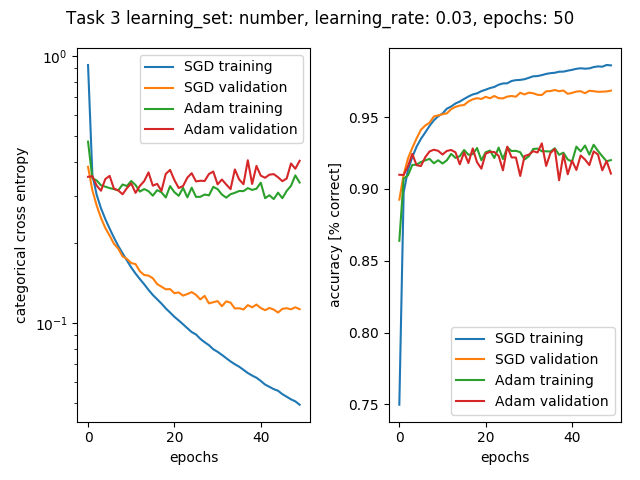 Task 3 learning_set: number, learning_rate: 0.03, epochs: 50
categorical cross entropy
10⁰
10⁻¹
SGD training
SGD validation
Adam training
Adam validation
0
20
40
epochs
accuracy [% correct]
0.95
0.90
0.85
0.80
0.75
SGD training
SGD validation
Adam training
Adam validation
0
20
40
epochs